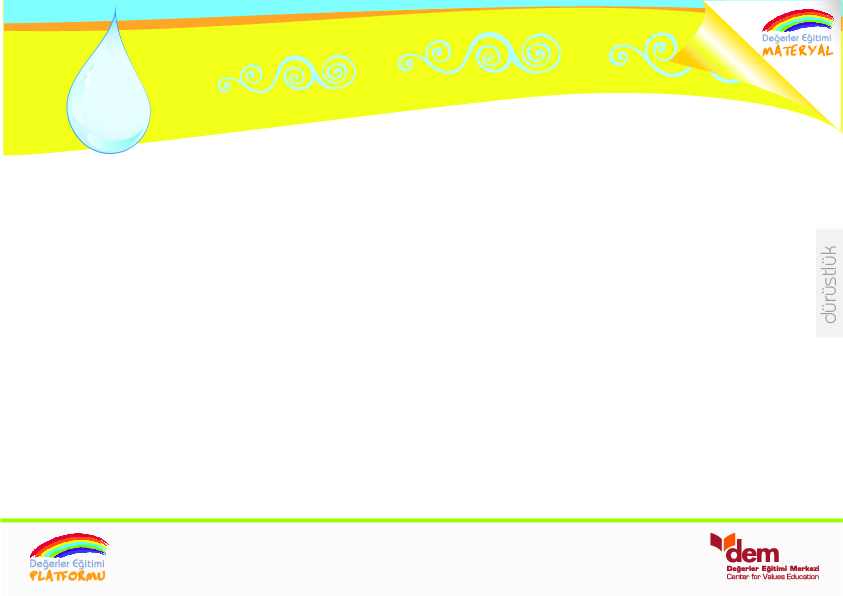 Değerler Eğitimi
MATERYAL
dürüstlük
Değerler Eğitimi
PLATFORMU
dem
Değerler Eğitimi Merkezi
Center for Values Education